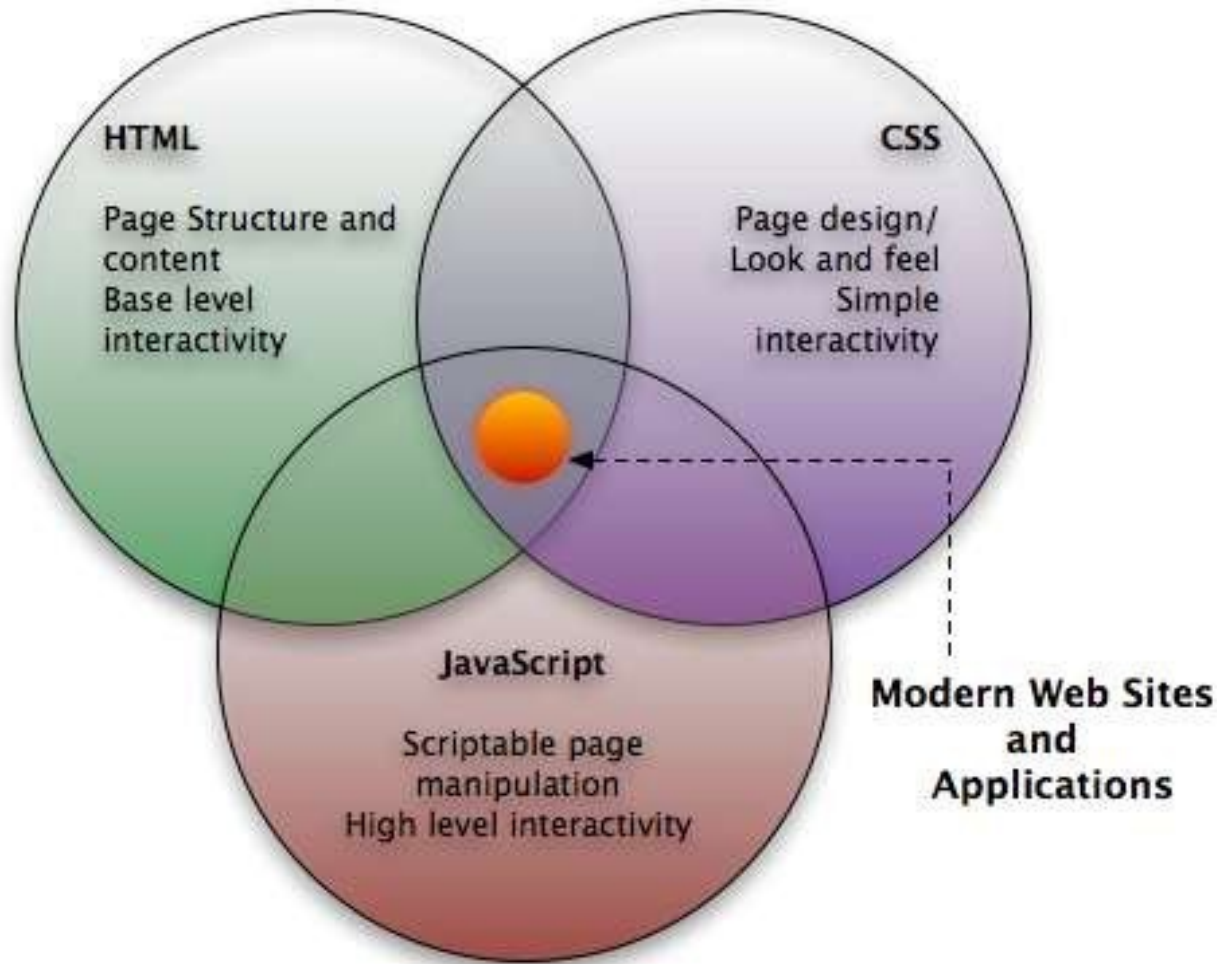 HTML
Page Structure and
content
Base level
interactivity
CSS
Page design/
Look and feel
Simple
interactivity
JavaScript
Scriptable page
manipulation
High level interactivity
Modern Web Sites
and
Applications